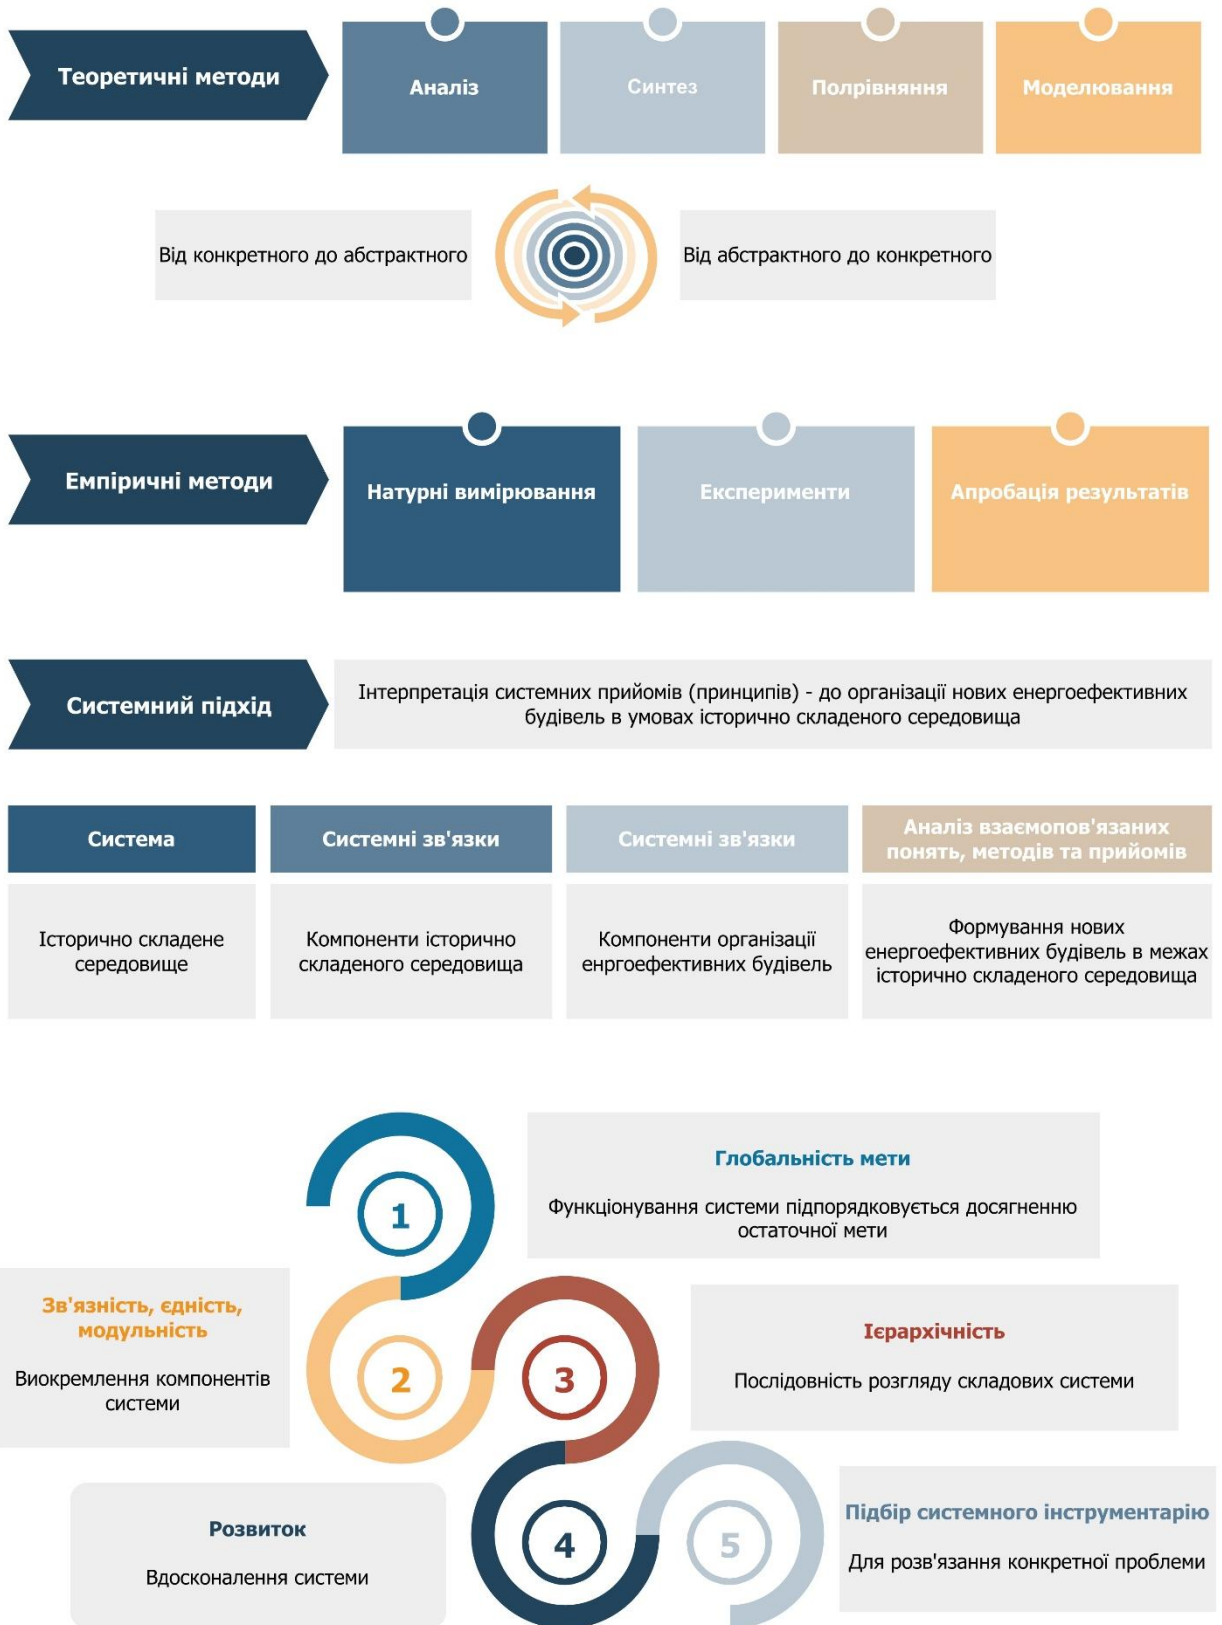 Теоретичні методи
Аналіз
Синтез
Полрівняння
Моделювання
Від конкретного до абстрактного
Від абстрактного до конкретного
Емпіричні методи
Натурні вимірювання
Експерименти
Апробація результатів
Системний підхід
Інтерпретація системних прийомів (принципів) - до організації нових енергоефективних
будівель в умовах історично складеного середовища
Система
Системні зв'язки
Системні зв'язки
Аналіз взаємопов'язаних
понять, методів та прийомів
Історично складене
середовище
Компоненти історично
складеного середовища
Компоненти організації
енргоефективних будівель
Формування нових
енергоефективних будівель в межах
історично складеного середовища
1
Глобальність мети
Функціонування системи підпорядковується досягненню
остаточної мети
Зв'язність, єдність,
модульність
Виокремлення компонентів
системи
2
3
Ієрархічність
Послідовність розгляду складових системи
Розвиток
Вдосконалення системи
4
5
Підбір системного інструментарію
Для розв'язання конкретної проблеми